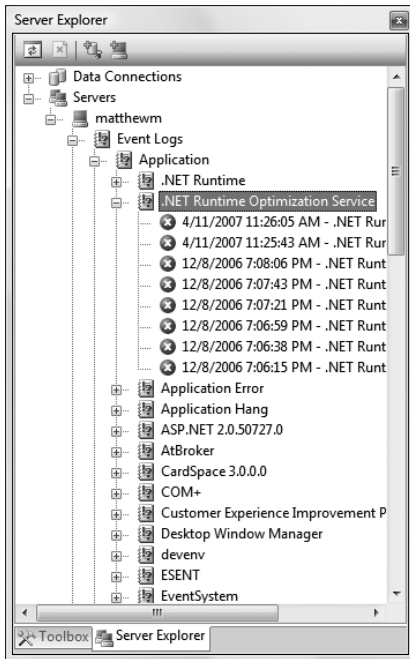 Server Explorer
Data Connections
Servers
matthewm
Event Logs
Application
.NET Runtime
.NET Runtime Optimization Service
4/11/2007 11:26:05 AM - .NET Rur
4/11/2007 11:25:43 AM - .NET Rur
12/8/2006 7:08:06 PM - .NET Runt
12/8/2006 7:07:43 PM - .NET Runt
12/8/2006 7:07:21 PM - .NET Runt
12/8/2006 7:06:59 PM - .NET Runt
12/8/2006 7:06:38 PM - .NET Runt
12/8/2006 7:06:15 PM - .NET Runt
Application Error
Application Hang
ASP.NET 2.0.50727.0
AtBroker
CardSpace 3.0.0.0
COM+
Customer Experience Improvement P
Desktop Window Manager
devenv
ESENT
EventSystem
Toolbox Server Explorer